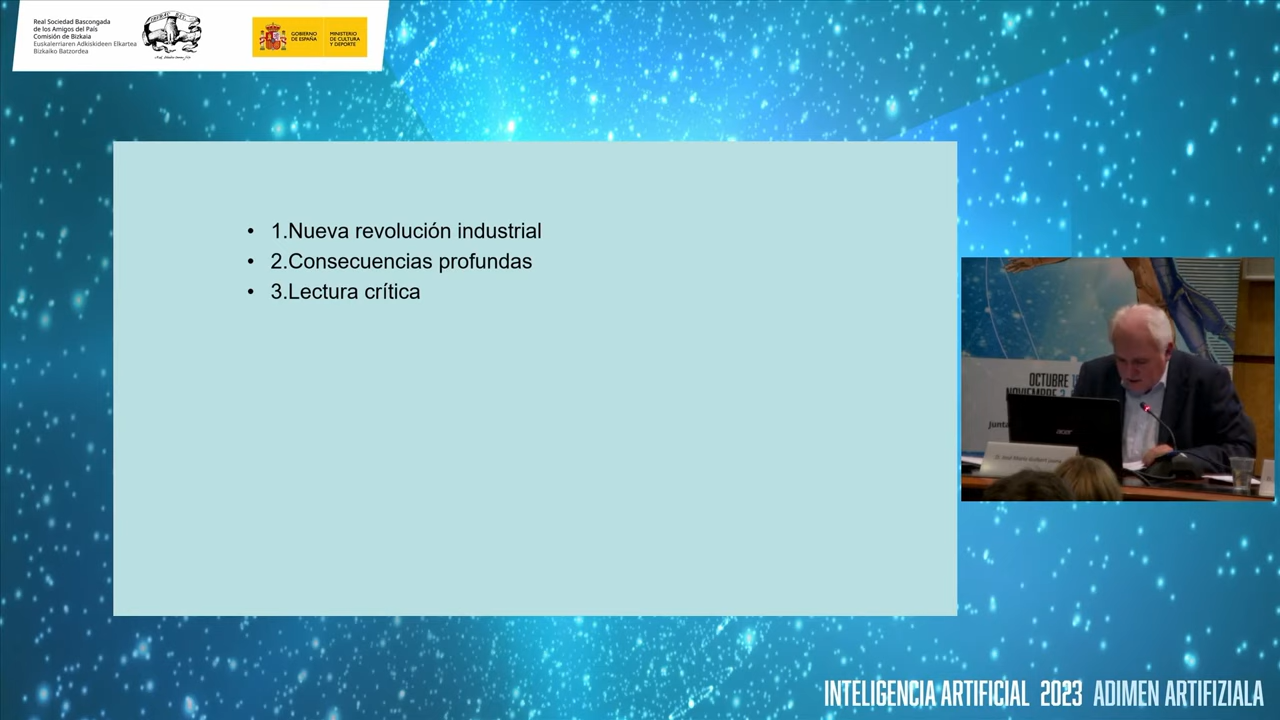 Real Sociedad Bascongada
de los Amigos del País
Comisión de Bizkaia
Euskalerriaren Adkiskideen Elkartea
Bizkaiko Batzordea
GOBIERNO
DE ESPAÑA
MINISTERIO
DE CULTURA
Y DEPORTE
• 1.Nueva revolución industrial
• 2.Consecuencias profundas
• 3.Lectura crítica
OCTUBRE
NOVIEMBRE
acer
INTELIGENCIA ARTIFICIAL 2023 ADIMEN ARTIFIZIALA